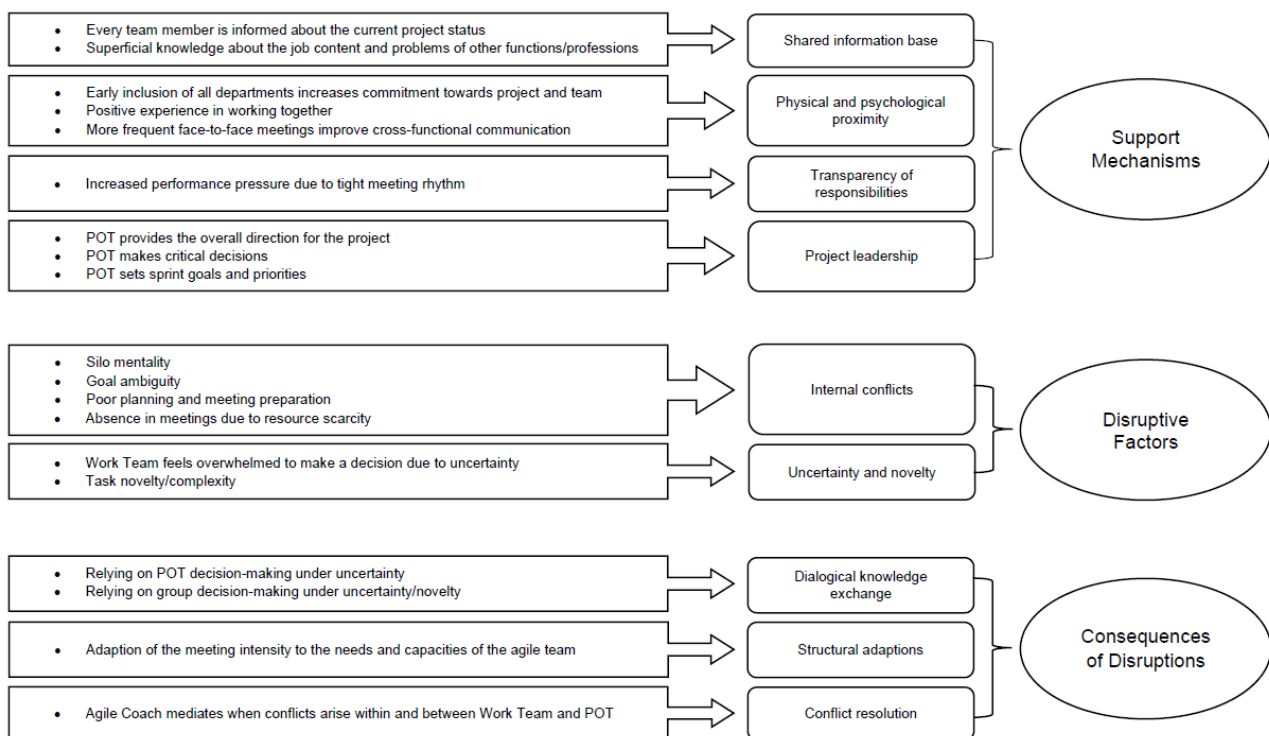 • Every team member is informed about the current project status
• Superficial knowledge about the job content and problems of other functions/professions
Shared information base
• Early inclusion of all departments increases commitment towards project and team
• Positive experience in working together
• More frequent face-to-face meetings improve cross-functional communication
Physical and psychological
proximity
• Increased performance pressure due to tight meeting rhythm
Transparency of
responsibilities
• POT provides the overall direction for the project
• POT makes critical decisions
• POT sets sprint goals and priorities
Project leadership
Support
Mechanisms
• Silo mentality
• Goal ambiguity
• Poor planning and meeting preparation
• Absence in meetings due to resource scarcity
Internal conflicts
• Work Team feels overwhelmed to make a decision due to uncertainty
• Task novelty/complexity
Uncertainty and novelty
Disruptive
Factors
• Relying on POT decision-making under uncertainty
• Relying on group decision-making under uncertainty/novelty
Dialogical knowledge
exchange
• Adaption of the meeting intensity to the needs and capacities of the agile team
Structural adaptions
• Agile Coach mediates when conflicts arise within and between Work Team and POT
Conflict resolution
Consequences
of Disruptions